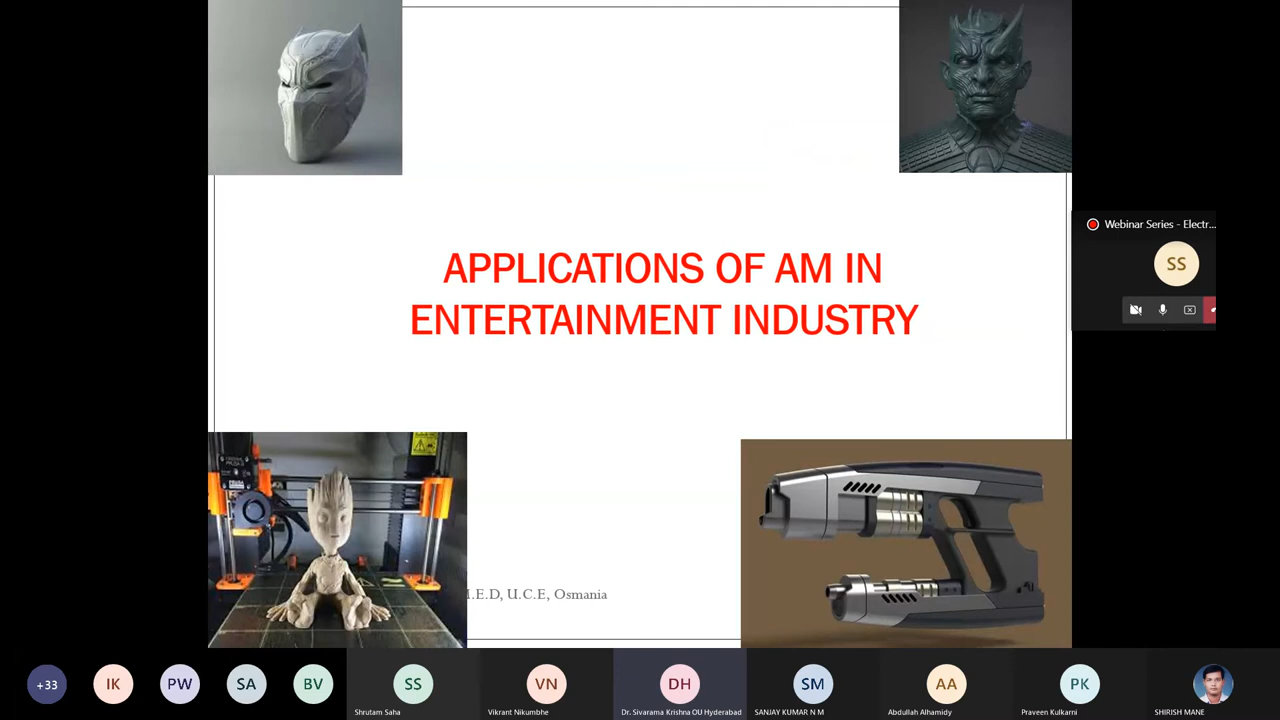 Webinar Series - Electr...
SS
APPLICATIONS OF AM IN
ENTERTAINMENT INDUSTRY
.E.D, U.C.E, Osmania
+33
IK
PW
SA
BV
SS
VN
DH
SM
AA
PK
Shrutam Saha
Vikrant Nikumbhe
Dr. Sivarama Krishna OU Hyderabad
SANJAY KUMAR N M
Abdullah Alhamidy
Praveen Kulkarni
SHIRISH MANE